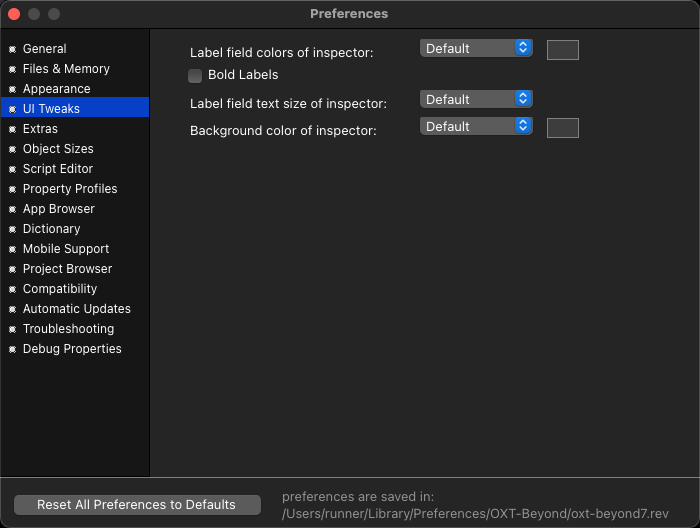 Preferences
General
Files & Memory
Appearance
UI Tweaks
Extras
Object Sizes
Script Editor
Property Profiles
App Browser
Dictionary
Mobile Support
Project Browser
Compatibility
Automatic Updates
Troubleshooting
Debug Properties
Label field colors of inspector: Default
Bold Labels
Label field text size of inspector: Default
Background color of inspector: Default
Reset All Preferences to Defaults
preferences are saved in:
/Users/runner/Library/Preferences/OXT-Beyond/oxt-beyond7.rev